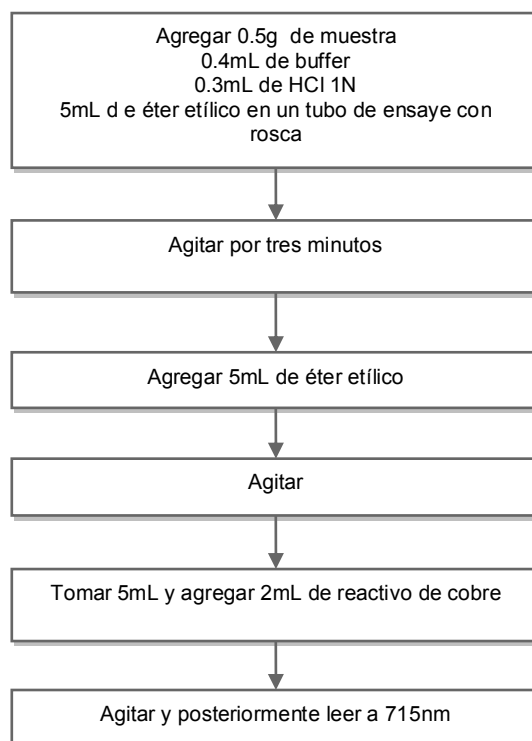 Agregar 0.5g de muestra
0.4mL de buffer
0.3mL de HCl 1N
5mL d e éter etílico en un tubo de ensaye con
rosca
Agitar por tres minutos
Agregar 5mL de éter etílico
Agitar
Tomar 5mL y agregar 2mL de reactivo de cobre
Agitar y posteriormente leer a 715nm